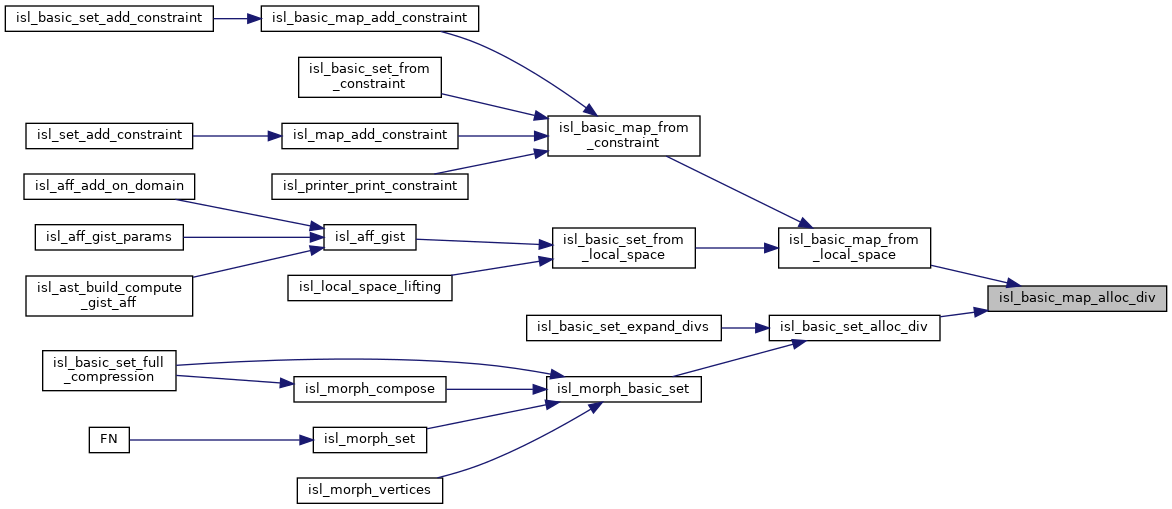 isl_basic_set_add_constraint
isl_basic_map_add_constraint
isl_basic_set_from
_constraint
isl_basic_map_from
_constraint
isl_set_add_constraint
isl_map_add_constraint
isl_printer_print_constraint
isl_aff_add_on_domain
isl_aff_gist_params
isl_aff_gist
isl_basic_set_from
_local_space
isl_basic_map_from
_local_space
isl_ast_build_compute
_gist_aff
isl_local_space_lifting
isl_basic_map_alloc_div
isl_basic_set_expand_divs
isl_basic_set_alloc_div
isl_basic_set_full
_compression
isl_morph_compose
isl_morph_basic_set
FN
isl_morph_set
isl_morph_vertices